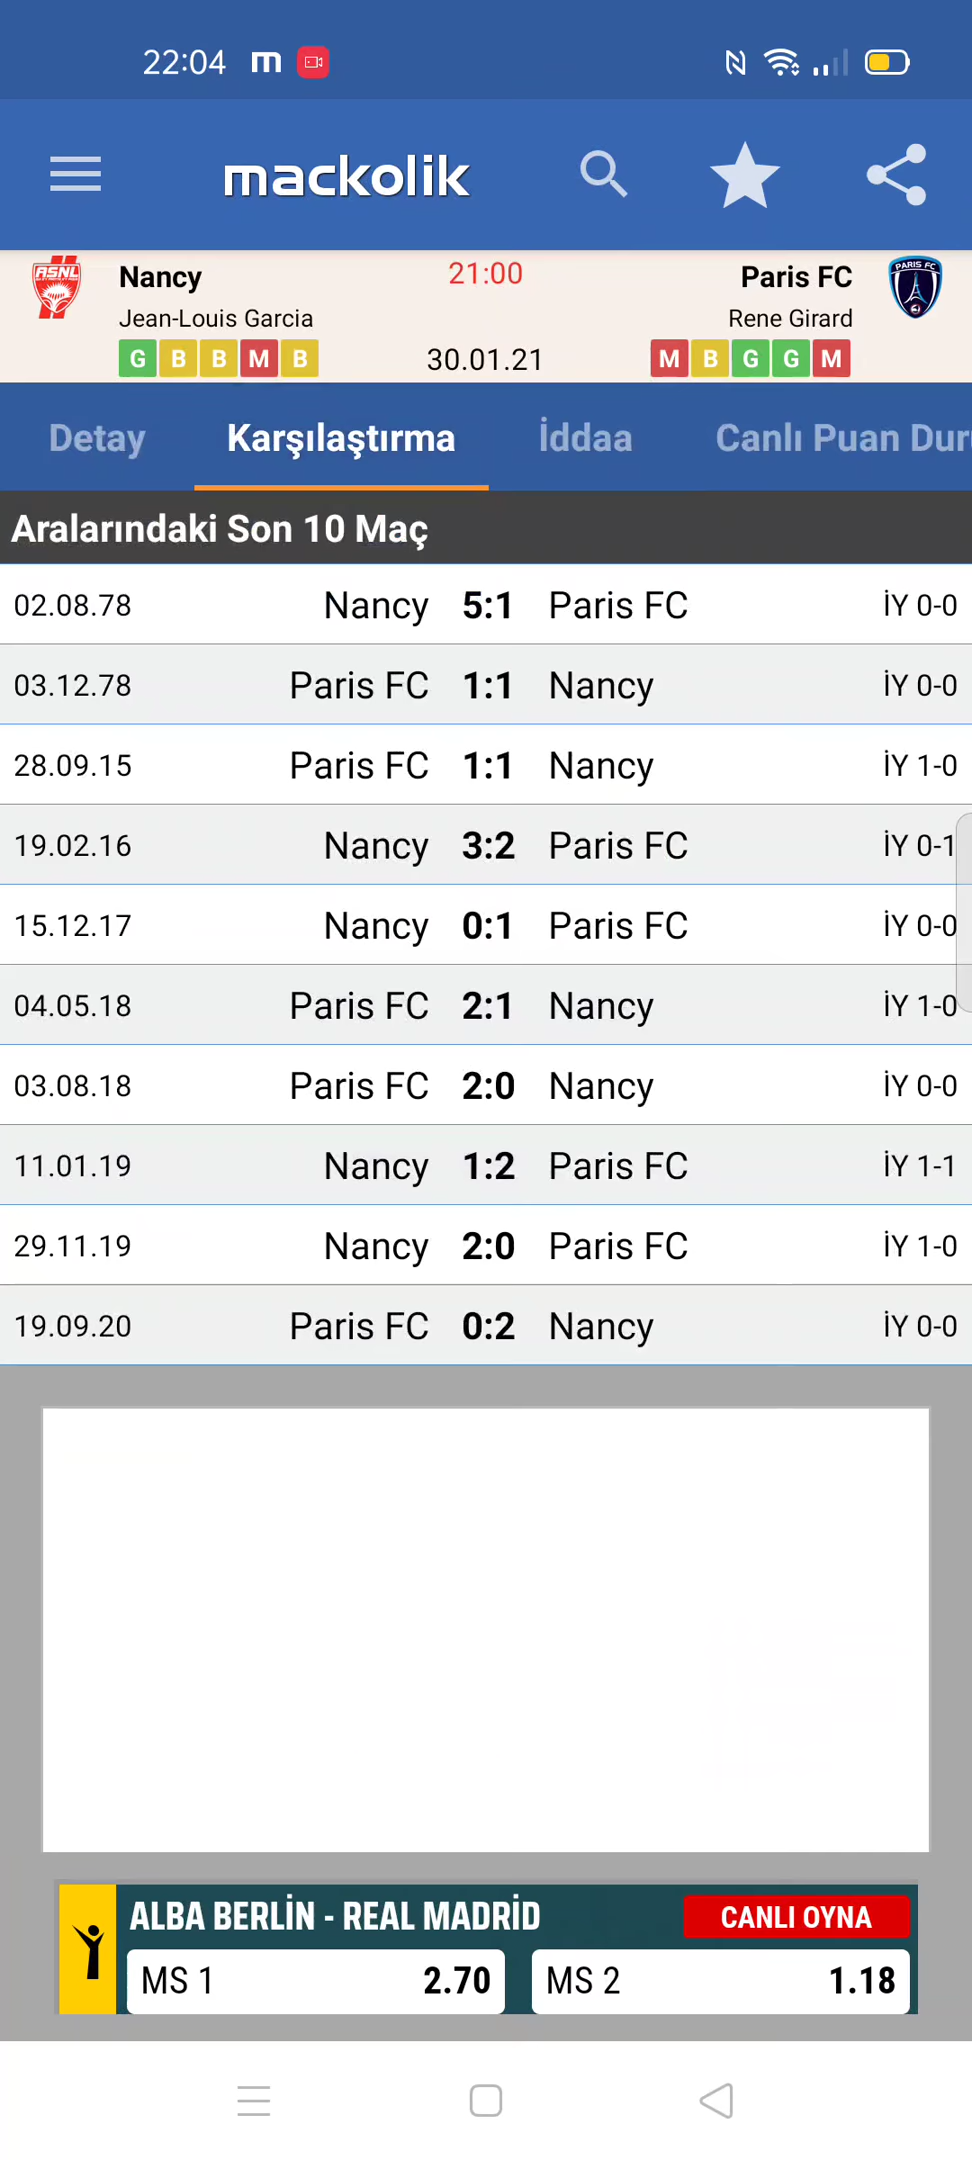 22:04 m
mackolik
ASNL Nancy 21:00 Paris FC PARIS FC
Jean-Louis Garcia Rene Girard
G B B M B 30.01.21 M B G G M
Detay Karşılaştırma İddaa Canlı Puan Dur
Aralarındaki Son 10 Maç
02.08.78 Nancy 5:1 Paris FC İY 0-0
03.12.78 Paris FC 1:1 Nancy İY 0-0
28.09.15 Paris FC 1:1 Nancy İY 1-0
19.02.16 Nancy 3:2 Paris FC İY 0-1
15.12.17 Nancy 0:1 Paris FC İY 0-0
04.05.18 Paris FC 2:1 Nancy İY 1-0
03.08.18 Paris FC 2:0 Nancy İY 0-0
11.01.19 Nancy 1:2 Paris FC İY 1-1
29.11.19 Nancy 2:0 Paris FC İY 1-0
19.09.20 Paris FC 0:2 Nancy İY 0-0
ALBA BERLİN - REAL MADRİD CANLI OYNA
MS 1 2.70 MS 2 1.18